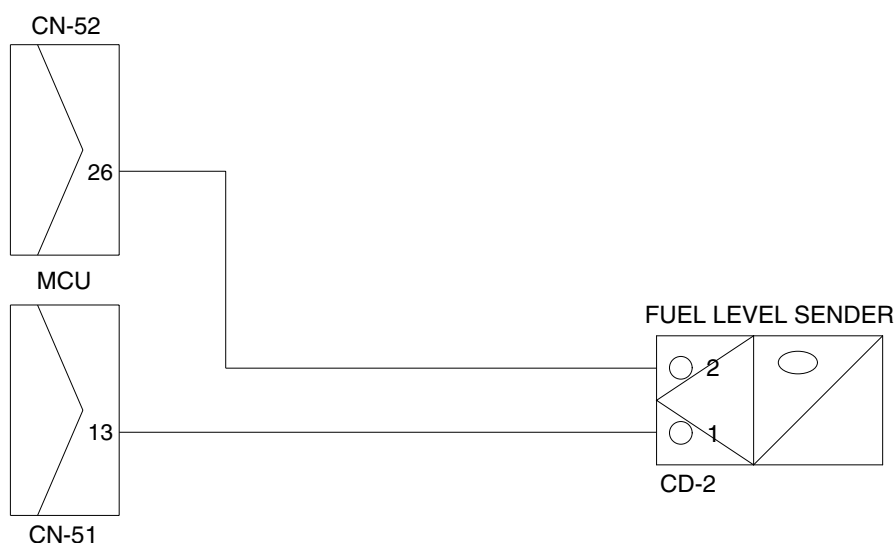 CN-52
26
MCU
FUEL LEVEL SENDER
2
13
1
CD-2
CN-51